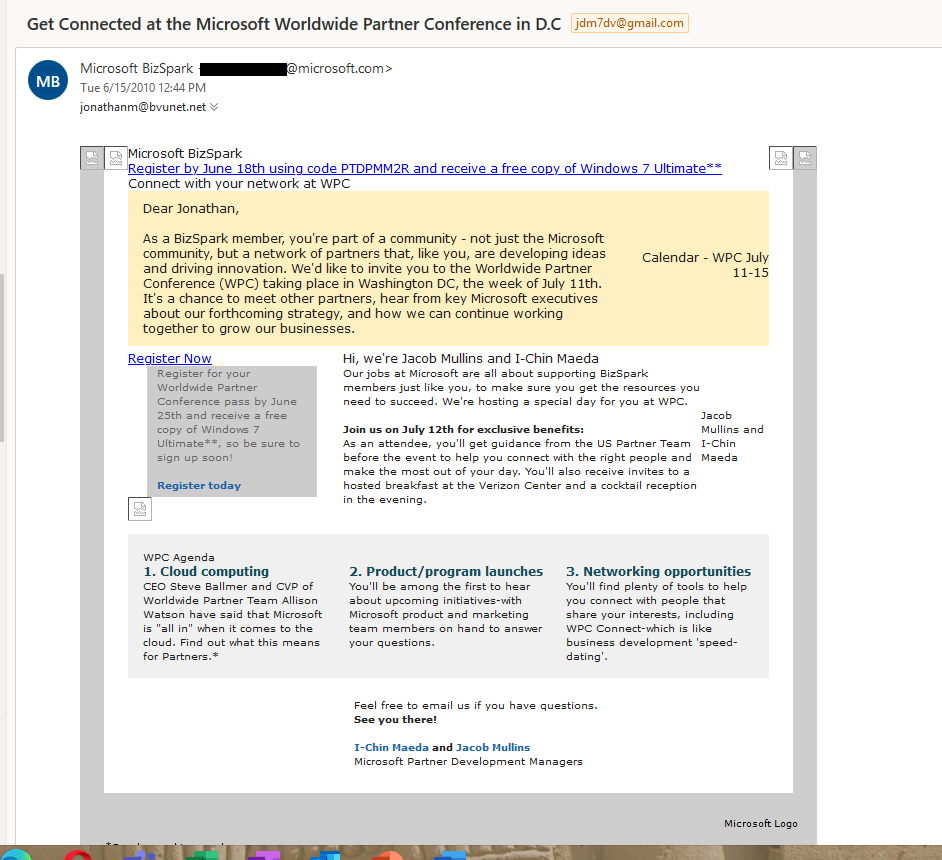 Get Connected at the Microsoft Worldwide Partner Conference in D.C
jdm7dv@gmail.com
MB
Microsoft BizSpark
@microsoft.com>
Tue 6/15/2010 12:44 PM
jonathanm@bvunet.net
Microsoft BizSpark
Register by June 18th using code PTDPMM2R and receive a free copy of Windows 7 Ultimate**
Connect with your network at WPC
Dear Jonathan,
As a BizSpark member, you're part of a community - not just the Microsoft
community, but a network of partners that, like you, are developing ideas
and driving innovation. We'd like to invite you to the Worldwide Partner
Conference (WPC) taking place in Washington DC, the week of July 11th.
It's a chance to meet other partners, hear from key Microsoft executives
about our forthcoming strategy, and how we can continue working
together to grow our businesses.
Calendar - WPC July
11-15
Register Now
Register for your
Worldwide Partner
Conference pass by June
25th and receive a free
copy of Windows 7
Ultimate**, so be sure to
sign up soon!
Register today
Hi, we're Jacob Mullins and I-Chin Maeda
Our jobs at Microsoft are all about supporting BizSpark
members just like you, to make sure you get the resources you
need to succeed. We're hosting a special day for you at WPC.
Join us on July 12th for exclusive benefits:
As an attendee, you'll get guidance from the US Partner Team
before the event to help you connect with the right people and
make the most out of your day. You'll also receive invites to a
hosted breakfast at the Verizon Center and a cocktail reception
in the evening.
Jacob
Mullins and
I-Chin
Maeda
WPC Agenda
1. Cloud computing
CEO Steve Ballmer and CVP of
Worldwide Partner Team Allison
Watson have said that Microsoft
is "all in" when it comes to the
cloud. Find out what this means
for Partners.*
2. Product/program launches
You'll be among the first to hear
about upcoming initiatives-with
Microsoft product and marketing
team members on hand to answer
your questions.
3. Networking opportunities
You'll find plenty of tools to help
you connect with people that
share your interests, including
WPC Connect-which is like
business development 'speed-
dating'.
Feel free to email us if you have questions.
See you there!
I-Chin Maeda and Jacob Mullins
Microsoft Partner Development Managers
Microsoft Logo